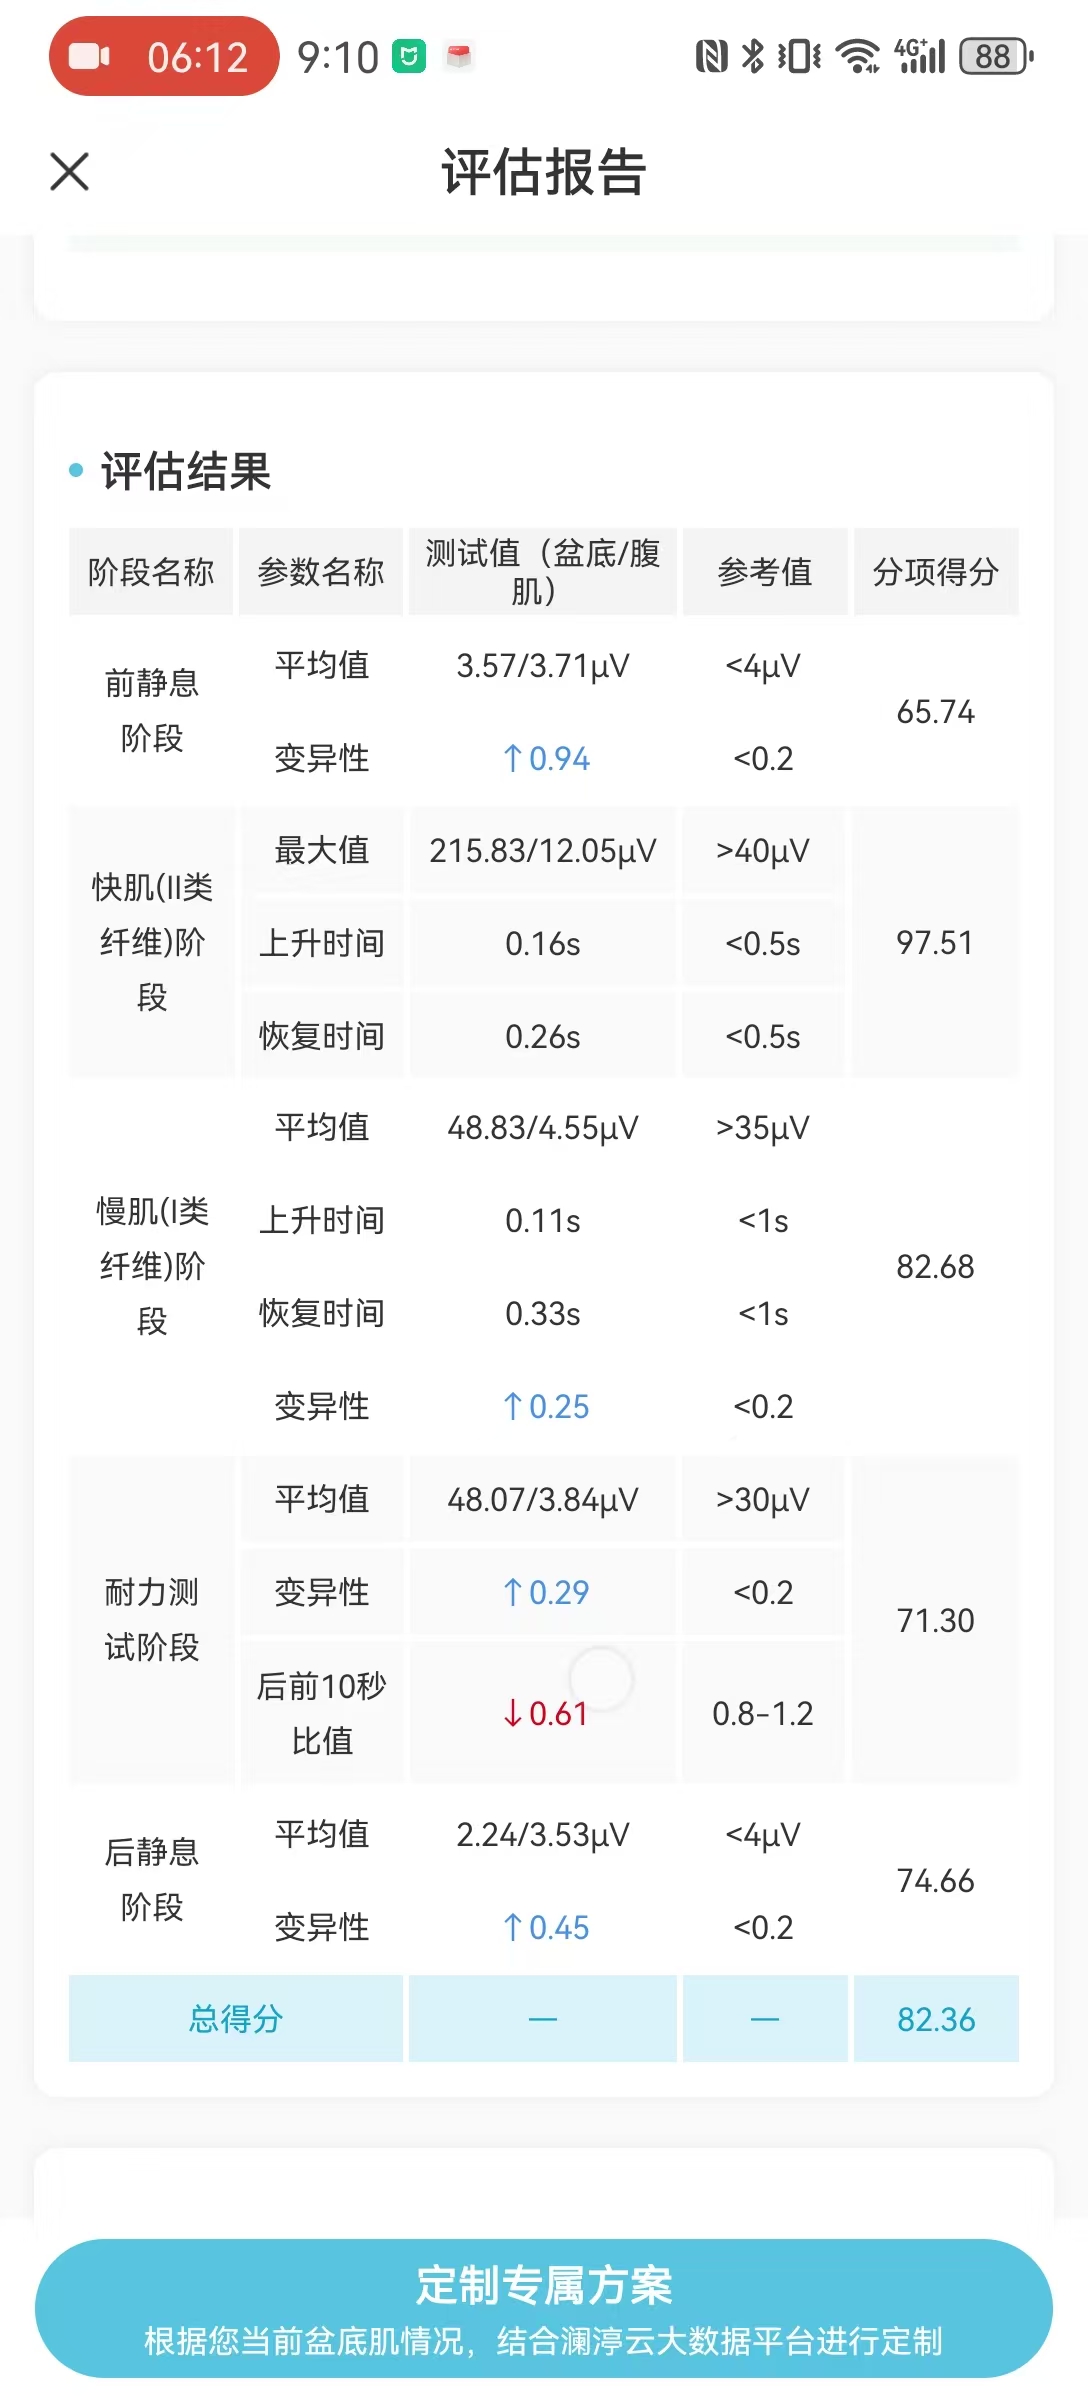 06:12 9:10 4G+ 88
评估报告
评估结果
阶段名称 参数名称 测试值（盆底/腹肌） 参考值 分项得分
前静息阶段 平均值 3.57/3.71μV <4μV 65.74
变异性 ↑0.94 <0.2
快肌(II类纤维)阶段 最大值 215.83/12.05μV >40μV 97.51
上升时间 0.16s <0.5s
恢复时间 0.26s <0.5s
慢肌(I类纤维)阶段 平均值 48.83/4.55μV >35μV 82.68
上升时间 0.11s <1s
恢复时间 0.33s <1s
变异性 ↑0.25 <0.2
耐力测试阶段 平均值 48.07/3.84μV >30μV 71.30
变异性 ↑0.29 <0.2
后前10秒比值 ↓0.61 0.8-1.2
后静息阶段 平均值 2.24/3.53μV <4μV 74.66
变异性 ↑0.45 <0.2
总得分 — — 82.36
定制专属方案
根据您当前盆底肌情况，结合澜渟云大数据平台进行定制